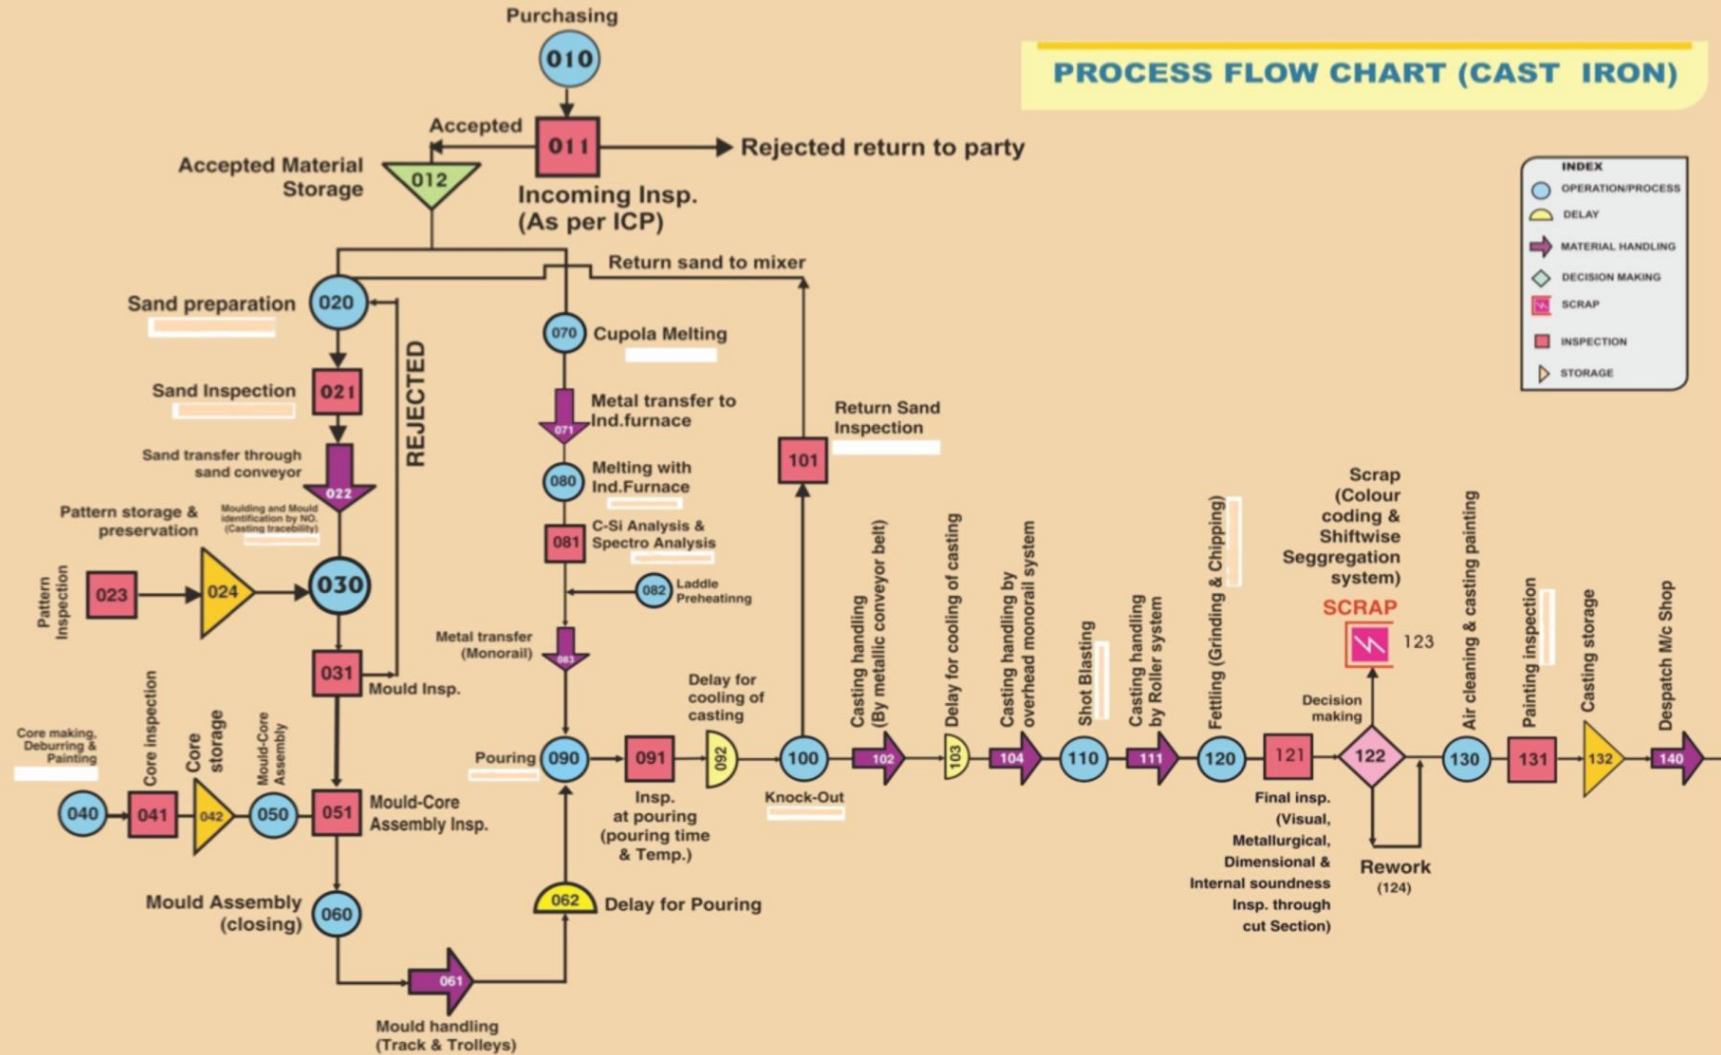 Purchasing
010
PROCESS FLOW CHART (CAST IRON)
Accepted
011
Rejected return to party
Accepted Material
Storage
012
Incoming Insp.
(As per ICP)
INDEX
OPERATION/PROCESS
DELAY
MATERIAL HANDLING
DECISION MAKING
SCRAP
INSPECTION
STORAGE
Return sand to mixer
Sand preparation
020
070
Cupola Melting
REJECTED
Sand Inspection
021
Metal transfer to
Ind.furnace
071
Return Sand
Inspection
101
Sand transfer through
sand conveyor
022
080
Melting with
Ind.Furnace
Pattern storage &
preservation
Moulding and Mould
identification by NO.
(Casting tracebility)
081
C-Si Analysis &
Spectro Analysis
Pattern
Inspection
023
024
030
082
Laddle
Preheatinng
Metal transfer
(Monorail)
083
031
Mould Insp.
Core making,
Deburring &
Painting
Core inspection
Core
storage
Mould-Core
Assembly
040
041
042
050
051
Mould-Core
Assembly Insp.
Mould Assembly
(closing)
060
061
Mould handling
(Track & Trolleys)
062
Delay for Pouring
Pouring
090
091
Insp.
at pouring
(pouring time
& Temp.)
Delay for
cooling of
casting
092
100
Knock-Out
Casting handling
(By metallic conveyor belt)
102
Delay for cooling of casting
103
Casting handling by
overhead monorail system
104
Shot Blasting
110
Casting handling
by Roller system
111
Fettling (Grinding & Chipping)
120
121
Final insp.
(Visual,
Metallurgical,
Dimensional &
Internal soundness
Insp. through
cut Section)
Scrap
(Colour
coding &
Shiftwise
Seggregation
system)
SCRAP
123
Decision
making
122
Rework
(124)
Air cleaning & casting painting
130
Painting inspection
131
Casting storage
132
Despatch M/c Shop
140